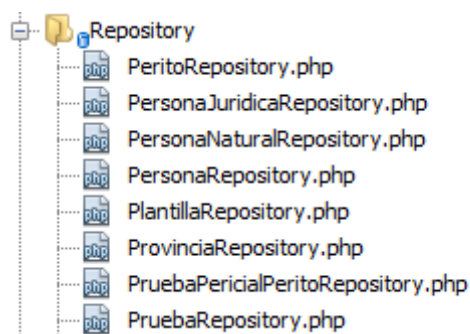 Repository
PeritoRepository.php
PersonaJuridicaRepository.php
PersonaNaturalRepository.php
PersonaRepository.php
PlantillaRepository.php
ProvinciaRepository.php
PruebaPericialPeritoRepository.php
PruebaRepository.php